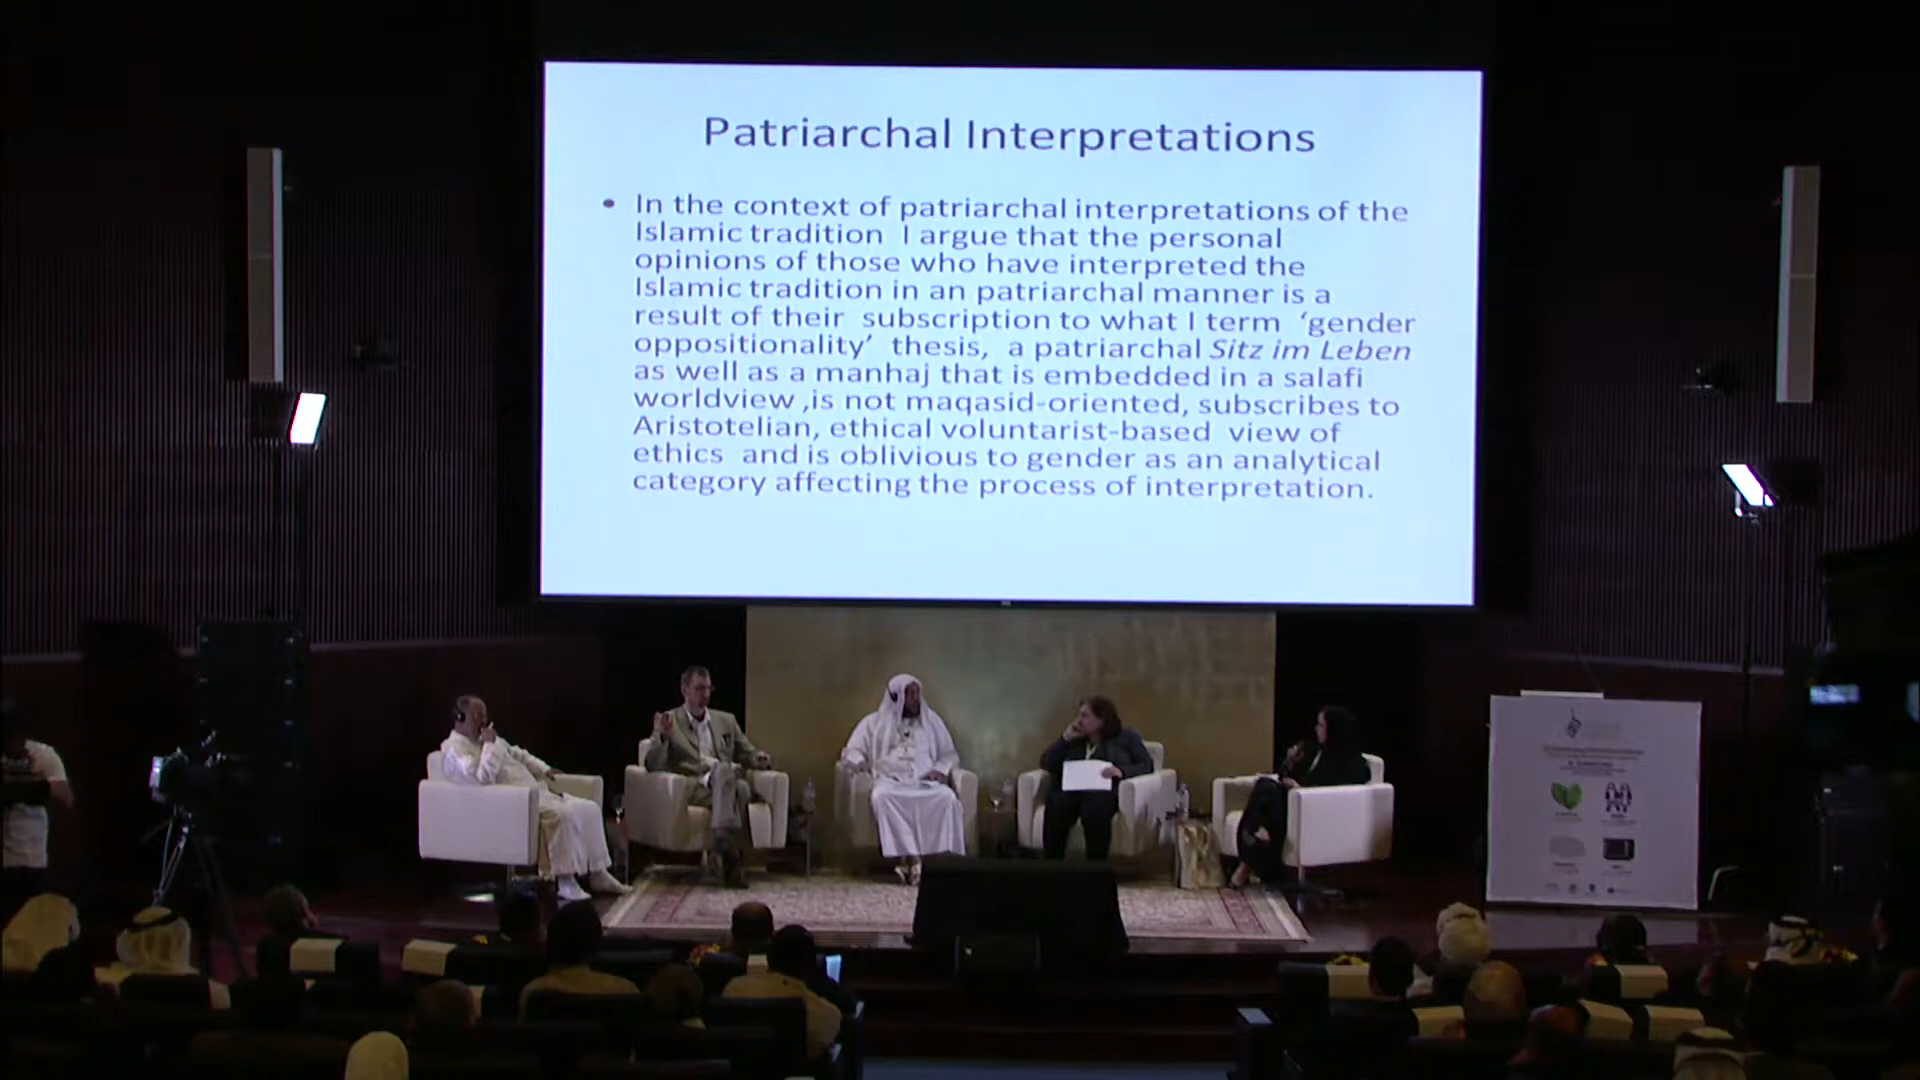 Patriarchal Interpretations
• In the context of patriarchal interpretations of the
Islamic tradition I argue that the personal
opinions of those who have interpreted the
Islamic tradition in an patriarchal manner is a
result of their subscription to what I term ‘gender
oppositionality’ thesis, a patriarchal Sitz im Leben
as well as a manhaj that is embedded in a salafi
worldview ,is not maqasid-oriented, subscribes to
Aristotelian, ethical voluntarist-based view of
ethics and is oblivious to gender as an analytical
category affecting the process of interpretation.